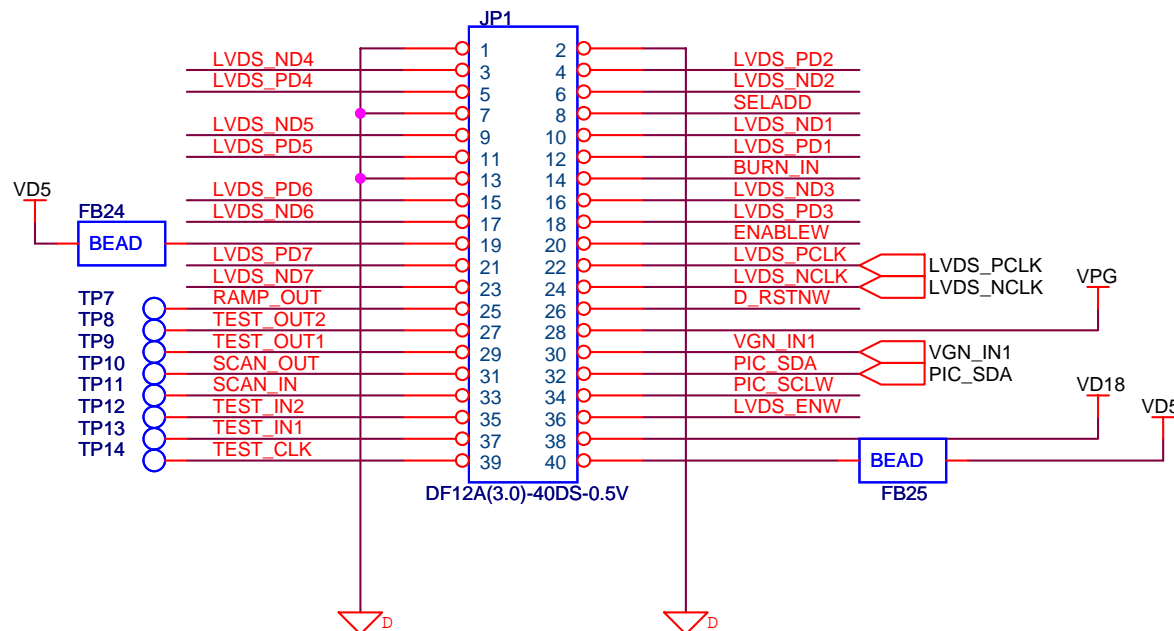 JP1
1 2
LVDS_ND4 3 4 LVDS_PD2
LVDS_PD4 5 6 LVDS_ND2
7 8 SELADD
LVDS_ND5 9 10 LVDS_ND1
LVDS_PD5 11 12 LVDS_PD1
13 14 BURN_IN
VD5
LVDS_PD6 15 16 LVDS_ND3
FB24
LVDS_ND6 17 18 LVDS_PD3
BEAD 19 20 ENABLEW
LVDS_PD7 21 22 LVDS_PCLK LVDS_PCLK
LVDS_ND7 23 24 LVDS_NCLK LVDS_NCLK
VPG
TP7 RAMP_OUT 25 26 D_RSTNW
TP8 TEST_OUT2 27 28
TP9 TEST_OUT1 29 30 VGN_IN1 VGN_IN1
TP10 SCAN_OUT 31 32 PIC_SDA PIC_SDA
TP11 SCAN_IN 33 34 PIC_SCLW
VD18
TP12 TEST_IN2 35 36 LVDS_ENW
VD5
TP13 TEST_IN1 37 38
TP14 TEST_CLK 39 40 BEAD
DF12A(3.0)-40DS-0.5V FB25
D D